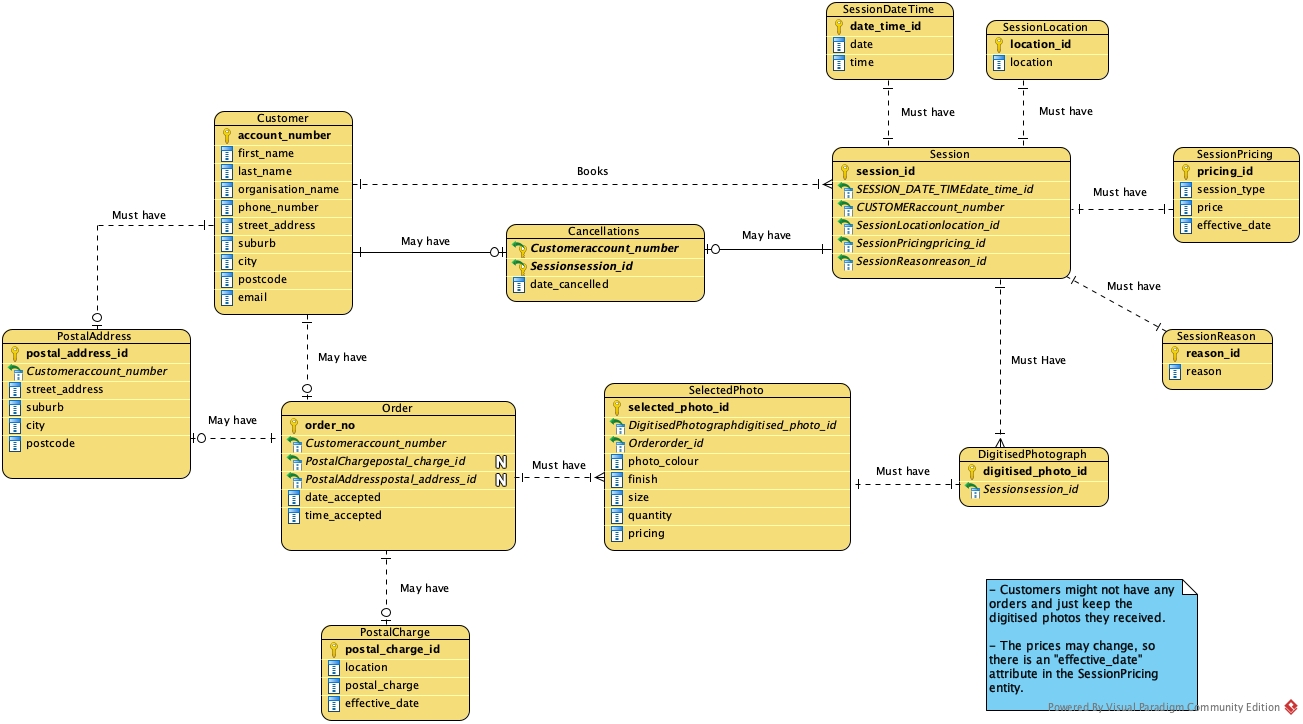 SessionDateTime
date_time_id
date
time
SessionLocation
location_id
location
Must have
Must have
Customer
account_number
first_name
last_name
organisation_name
phone_number
street_address
suburb
city
postcode
email
Books
Session
session_id
SESSION_DATE_TIMEdate_time_id
CUSTOMERaccount_number
SessionLocationlocation_id
SessionPricingpricing_id
SessionReasonreason_id
Must have
SessionPricing
pricing_id
session_type
price
effective_date
Must have
May have
Cancellations
Customeraccount_number
Sessionsession_id
date_cancelled
May have
Must have
SessionReason
reason_id
reason
PostalAddress
postal_address_id
Customeraccount_number
street_address
suburb
city
postcode
May have
May have
Must Have
Order
order_no
Customeraccount_number
PostalChargepostal_charge_id N
PostalAddresspostal_address_id N
date_accepted
time_accepted
Must have
SelectedPhoto
selected_photo_id
DigitisedPhotographdigitised_photo_id
Orderorder_id
photo_colour
finish
size
quantity
pricing
Must have
DigitisedPhotograph
digitised_photo_id
Sessionsession_id
May have
PostalCharge
postal_charge_id
location
postal_charge
effective_date
- Customers might not have any
orders and just keep the
digitised photos they received.
- The prices may change, so
there is an "effective_date"
attribute in the SessionPricing
entity.
Powered By Visual Paradigm Community Edition